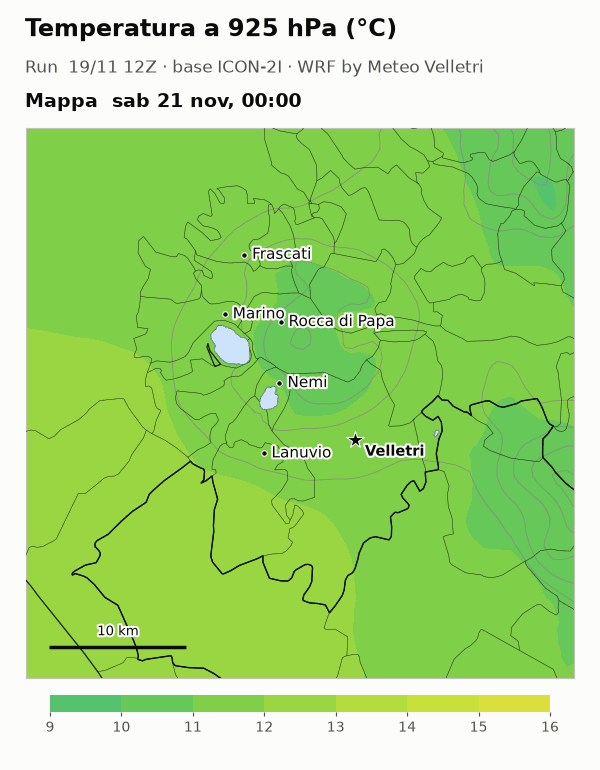 Temperatura a 925 hPa (°C)
Run  19/11 12Z · base ICON-2I · WRF by Meteo Velletri
Mappa  sab 21 nov, 00:00
Frascati
Marino
Rocca di Papa
Nemi
Velletri
Lanuvio
10 km
9 10 11 12 13 14 15 16